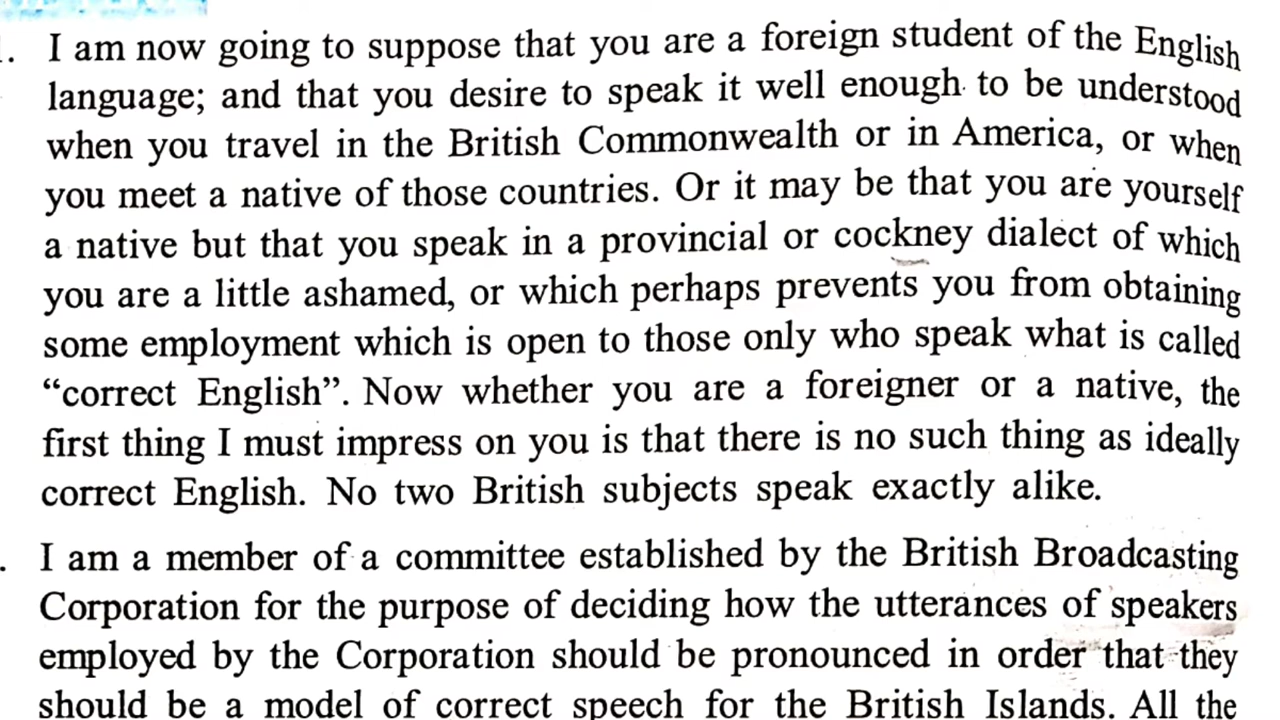 . I am now going to suppose that you are a foreign student of the English
language; and that you desire to speak it well enough to be understood
when you travel in the British Commonwealth or in America, or when
you meet a native of those countries. Or it may be that you are yourself
a native but that you speak in a provincial or cockney dialect of which
you are a little ashamed, or which perhaps prevents you from obtaining
some employment which is open to those only who speak what is called
“correct English”. Now whether you are a foreigner or a native, the
first thing I must impress on you is that there is no such thing as ideally
correct English. No two British subjects speak exactly alike.
. I am a member of a committee established by the British Broadcasting
Corporation for the purpose of deciding how the utterances of speakers
employed by the Corporation should be pronounced in order that they
should be a model of correct speech for the British Islands. All the